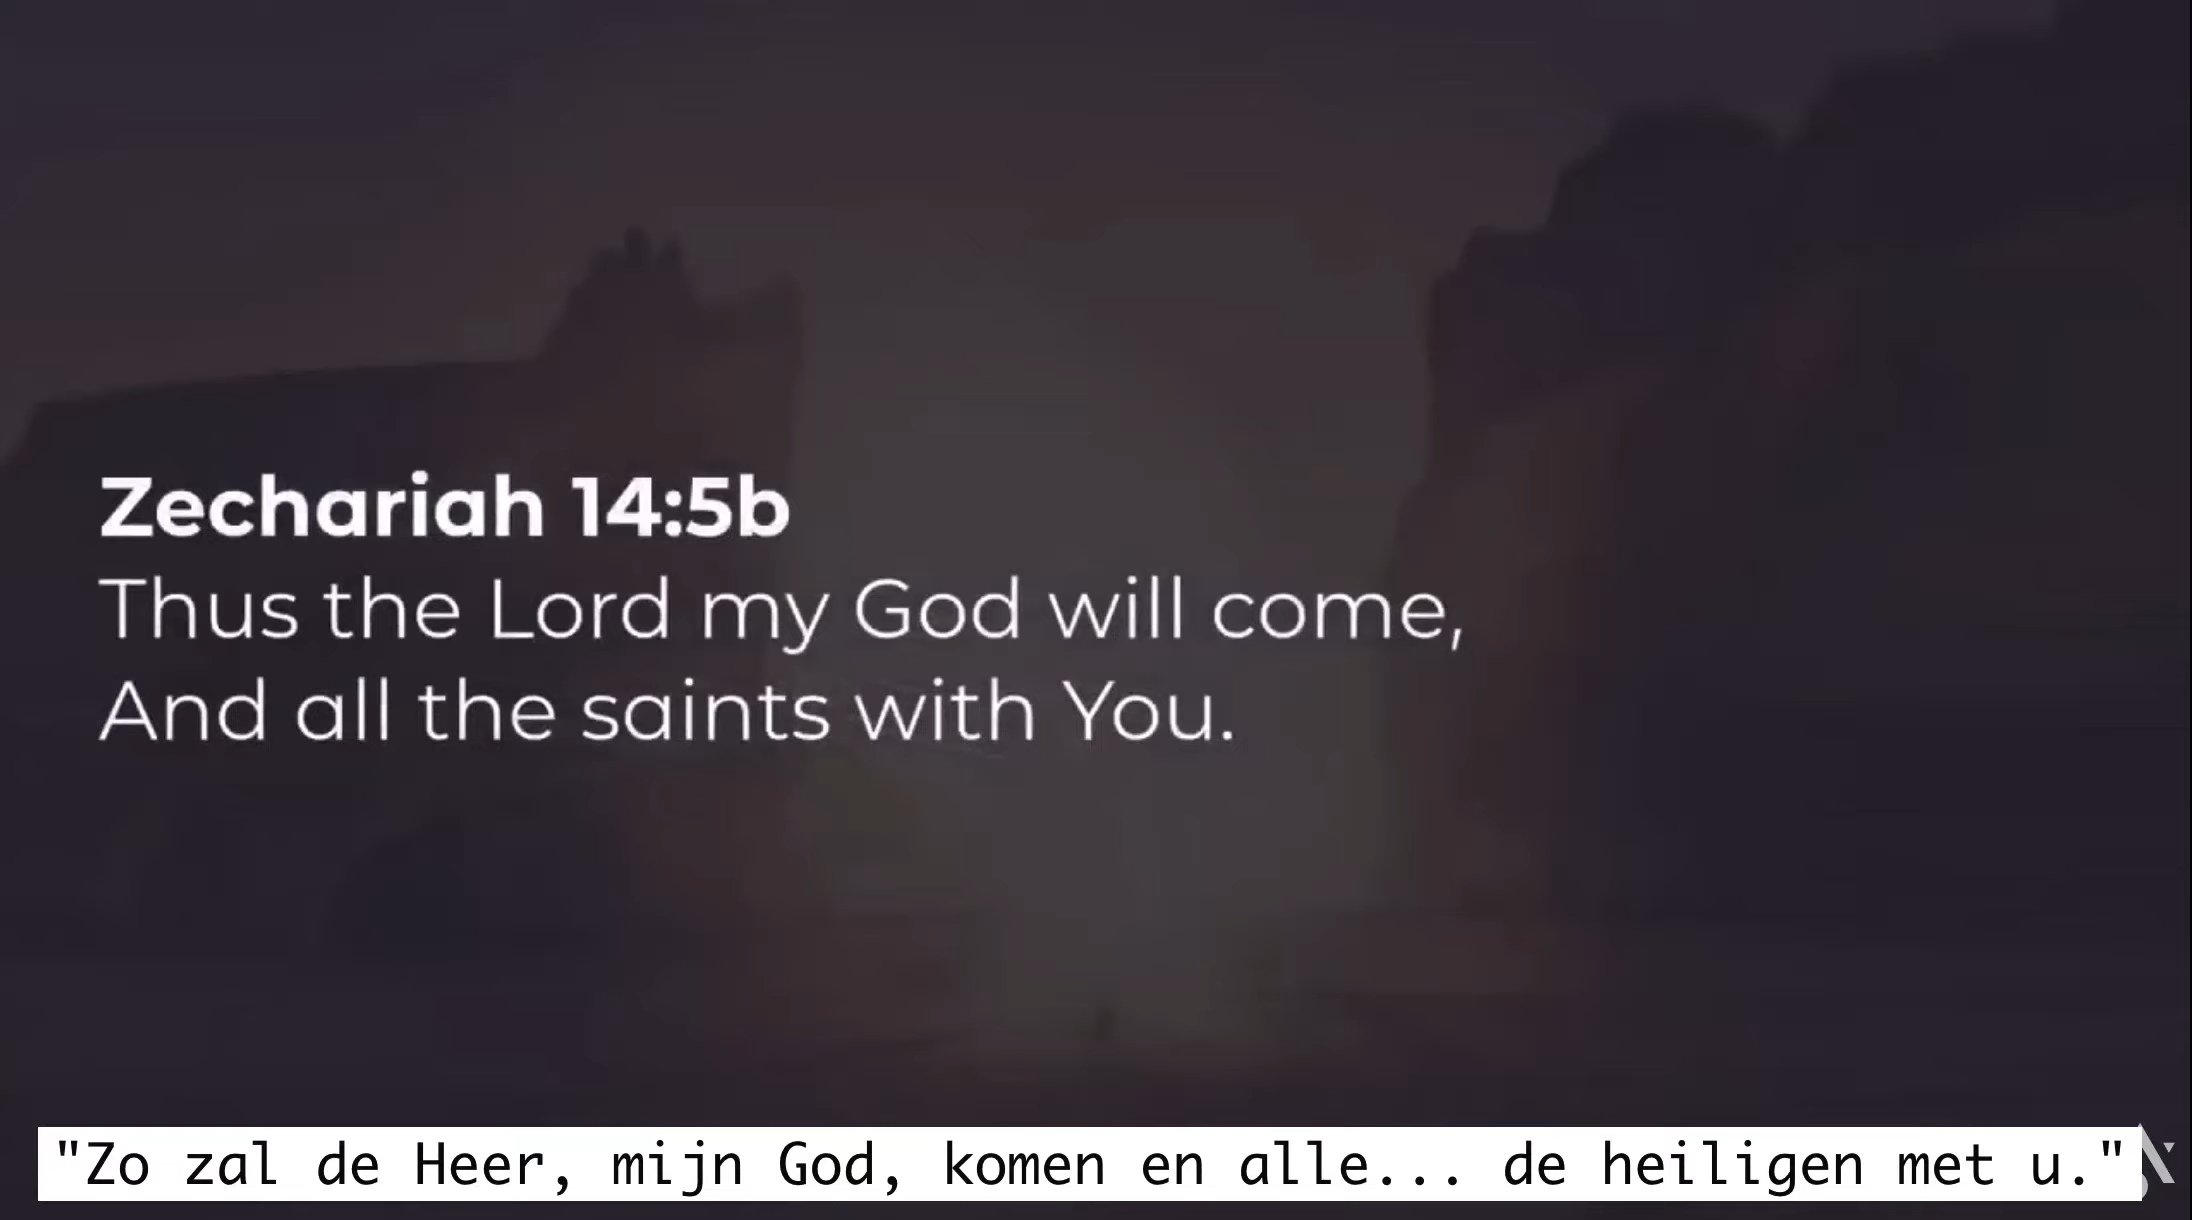 Zechariah 14:5b
Thus the Lord my God will come,
And all the saints with You.
"Zo zal de Heer, mijn God, komen en alle... de heiligen met u."